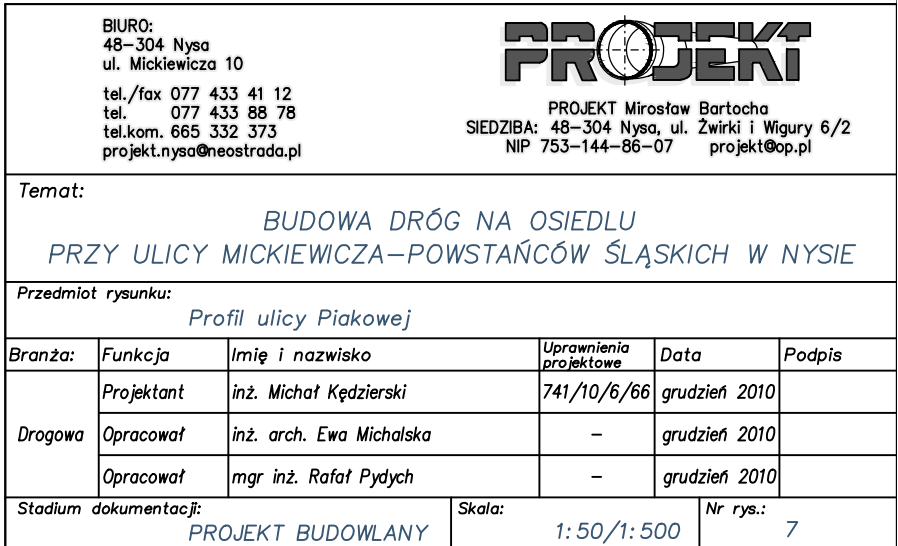 BIURO:
48-304 Nysa
ul. Mickiewicza 10
tel./fax 077 433 41 12
tel. 077 433 88 78
tel.kom. 665 332 373
projekt.nysa@neostrada.pl
PROJEKT
PROJEKT Mirosław Bartocha
SIEDZIBA: 48-304 Nysa, ul. Żwirki i Wigury 6/2
NIP 753-144-86-07 projekt@op.pl
Temat:
BUDOWA DRÓG NA OSIEDLU
PRZY ULICY MICKIEWICZA-POWSTAŃCÓW ŚLĄSKICH W NYSIE
Przedmiot rysunku:
Profil ulicy Piakowej
Branża: Funkcja Imię i nazwisko Uprawnienia projektowe Data Podpis
Projektant inż. Michał Kędzierski 741/10/6/66 grudzień 2010
Drogowa Opracował inż. arch. Ewa Michalska - grudzień 2010
Opracował mgr inż. Rafał Pydych - grudzień 2010
Stadium dokumentacji: Skala: Nr rys.:
PROJEKT BUDOWLANY 1:50/1:500 7